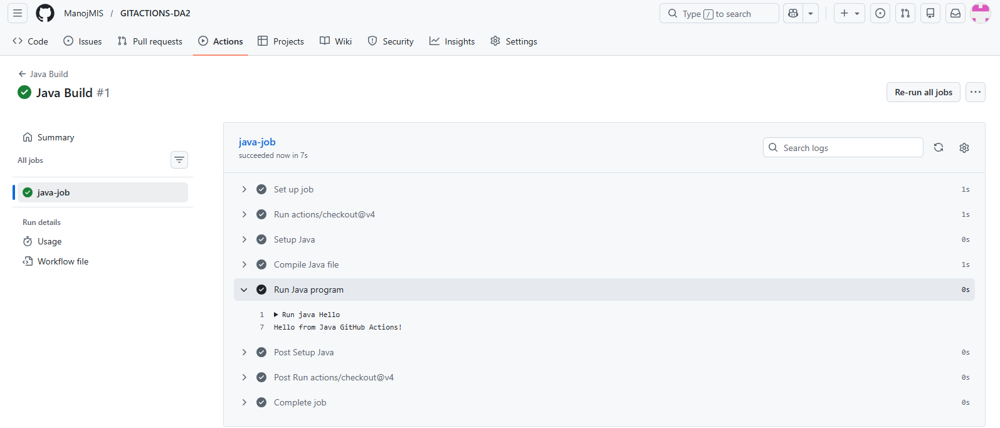 ManojMIS / GITACTIONS-DA2
Type / to search
Code Issues Pull requests Actions Projects Wiki Security Insights Settings
Java Build
Java Build #1
Re-run all jobs
Summary
All jobs
java-job
Run details
Usage
Workflow file
java-job
succeeded now in 7s
Search logs
Set up job 1s
Run actions/checkout@v4 1s
Setup Java 0s
Compile Java file 1s
Run Java program 0s
1 Run java Hello
7 Hello from Java GitHub Actions!
Post Setup Java 0s
Post Run actions/checkout@v4 0s
Complete job 0s